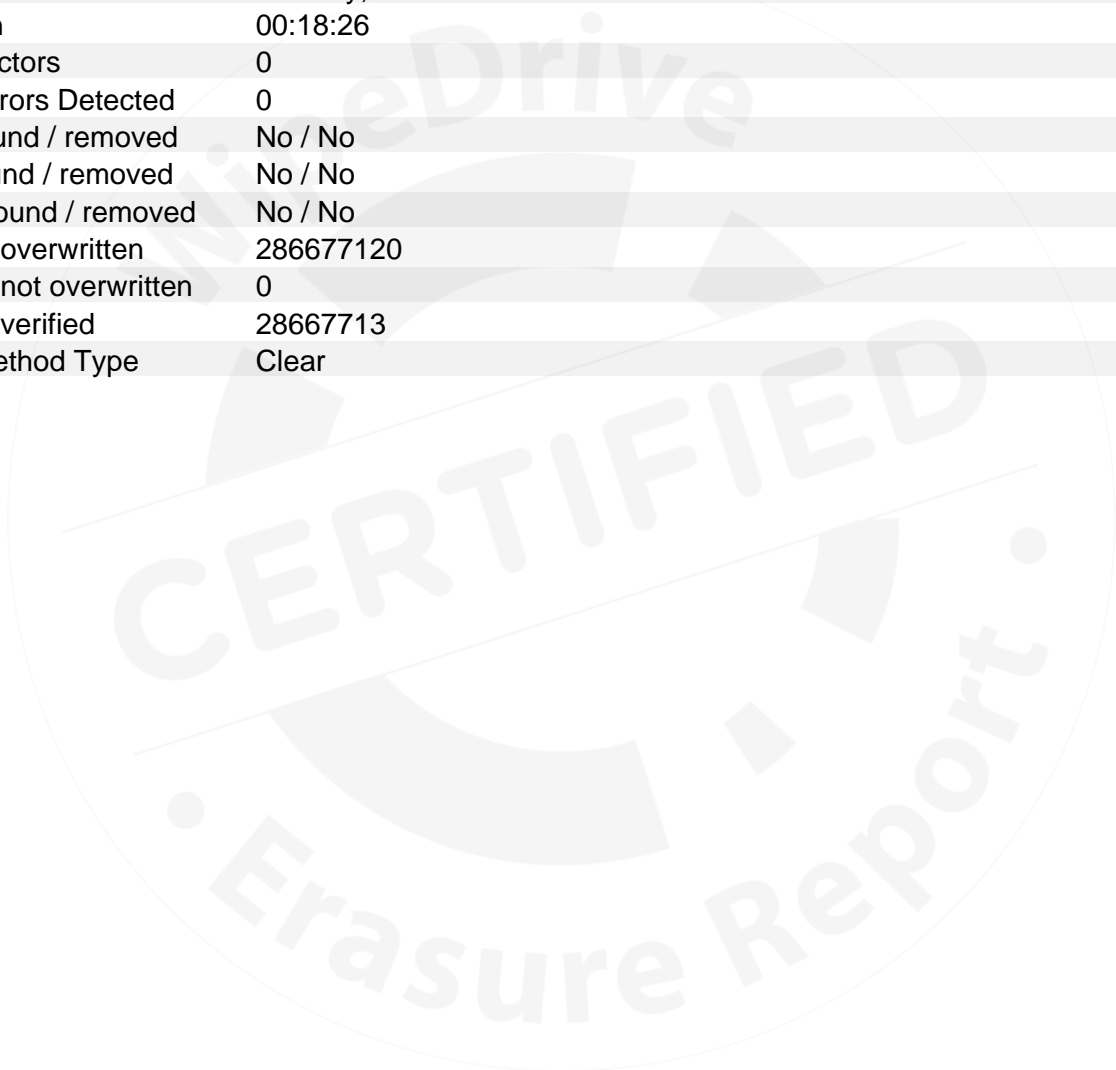 00:18:26
ctors 0
rors Detected 0
und / removed No / No
und / removed No / No
ound / removed No / No
overwritten 286677120
not overwritten 0
verified 28667713
ethod Type Clear
WipeDrive
CERTIFIED
• Erasure Report •